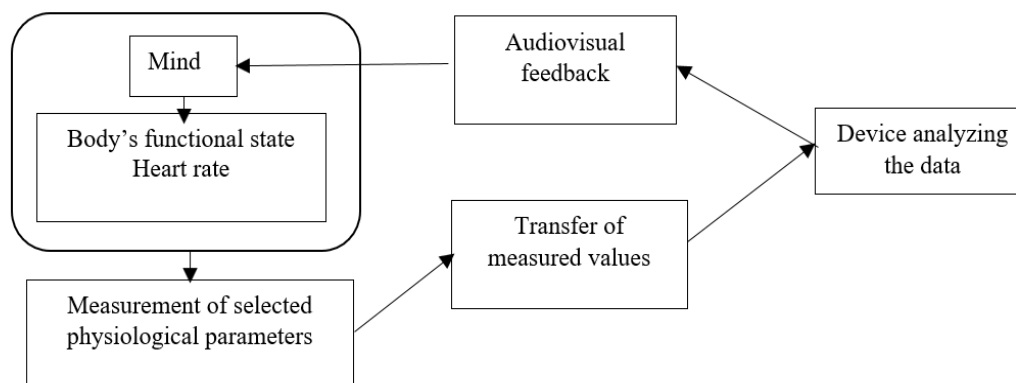 Mind
Body’s functional state
Heart rate
Measurement of selected
physiological parameters
Transfer of
measured values
Device analyzing
the data
Audiovisual
feedback